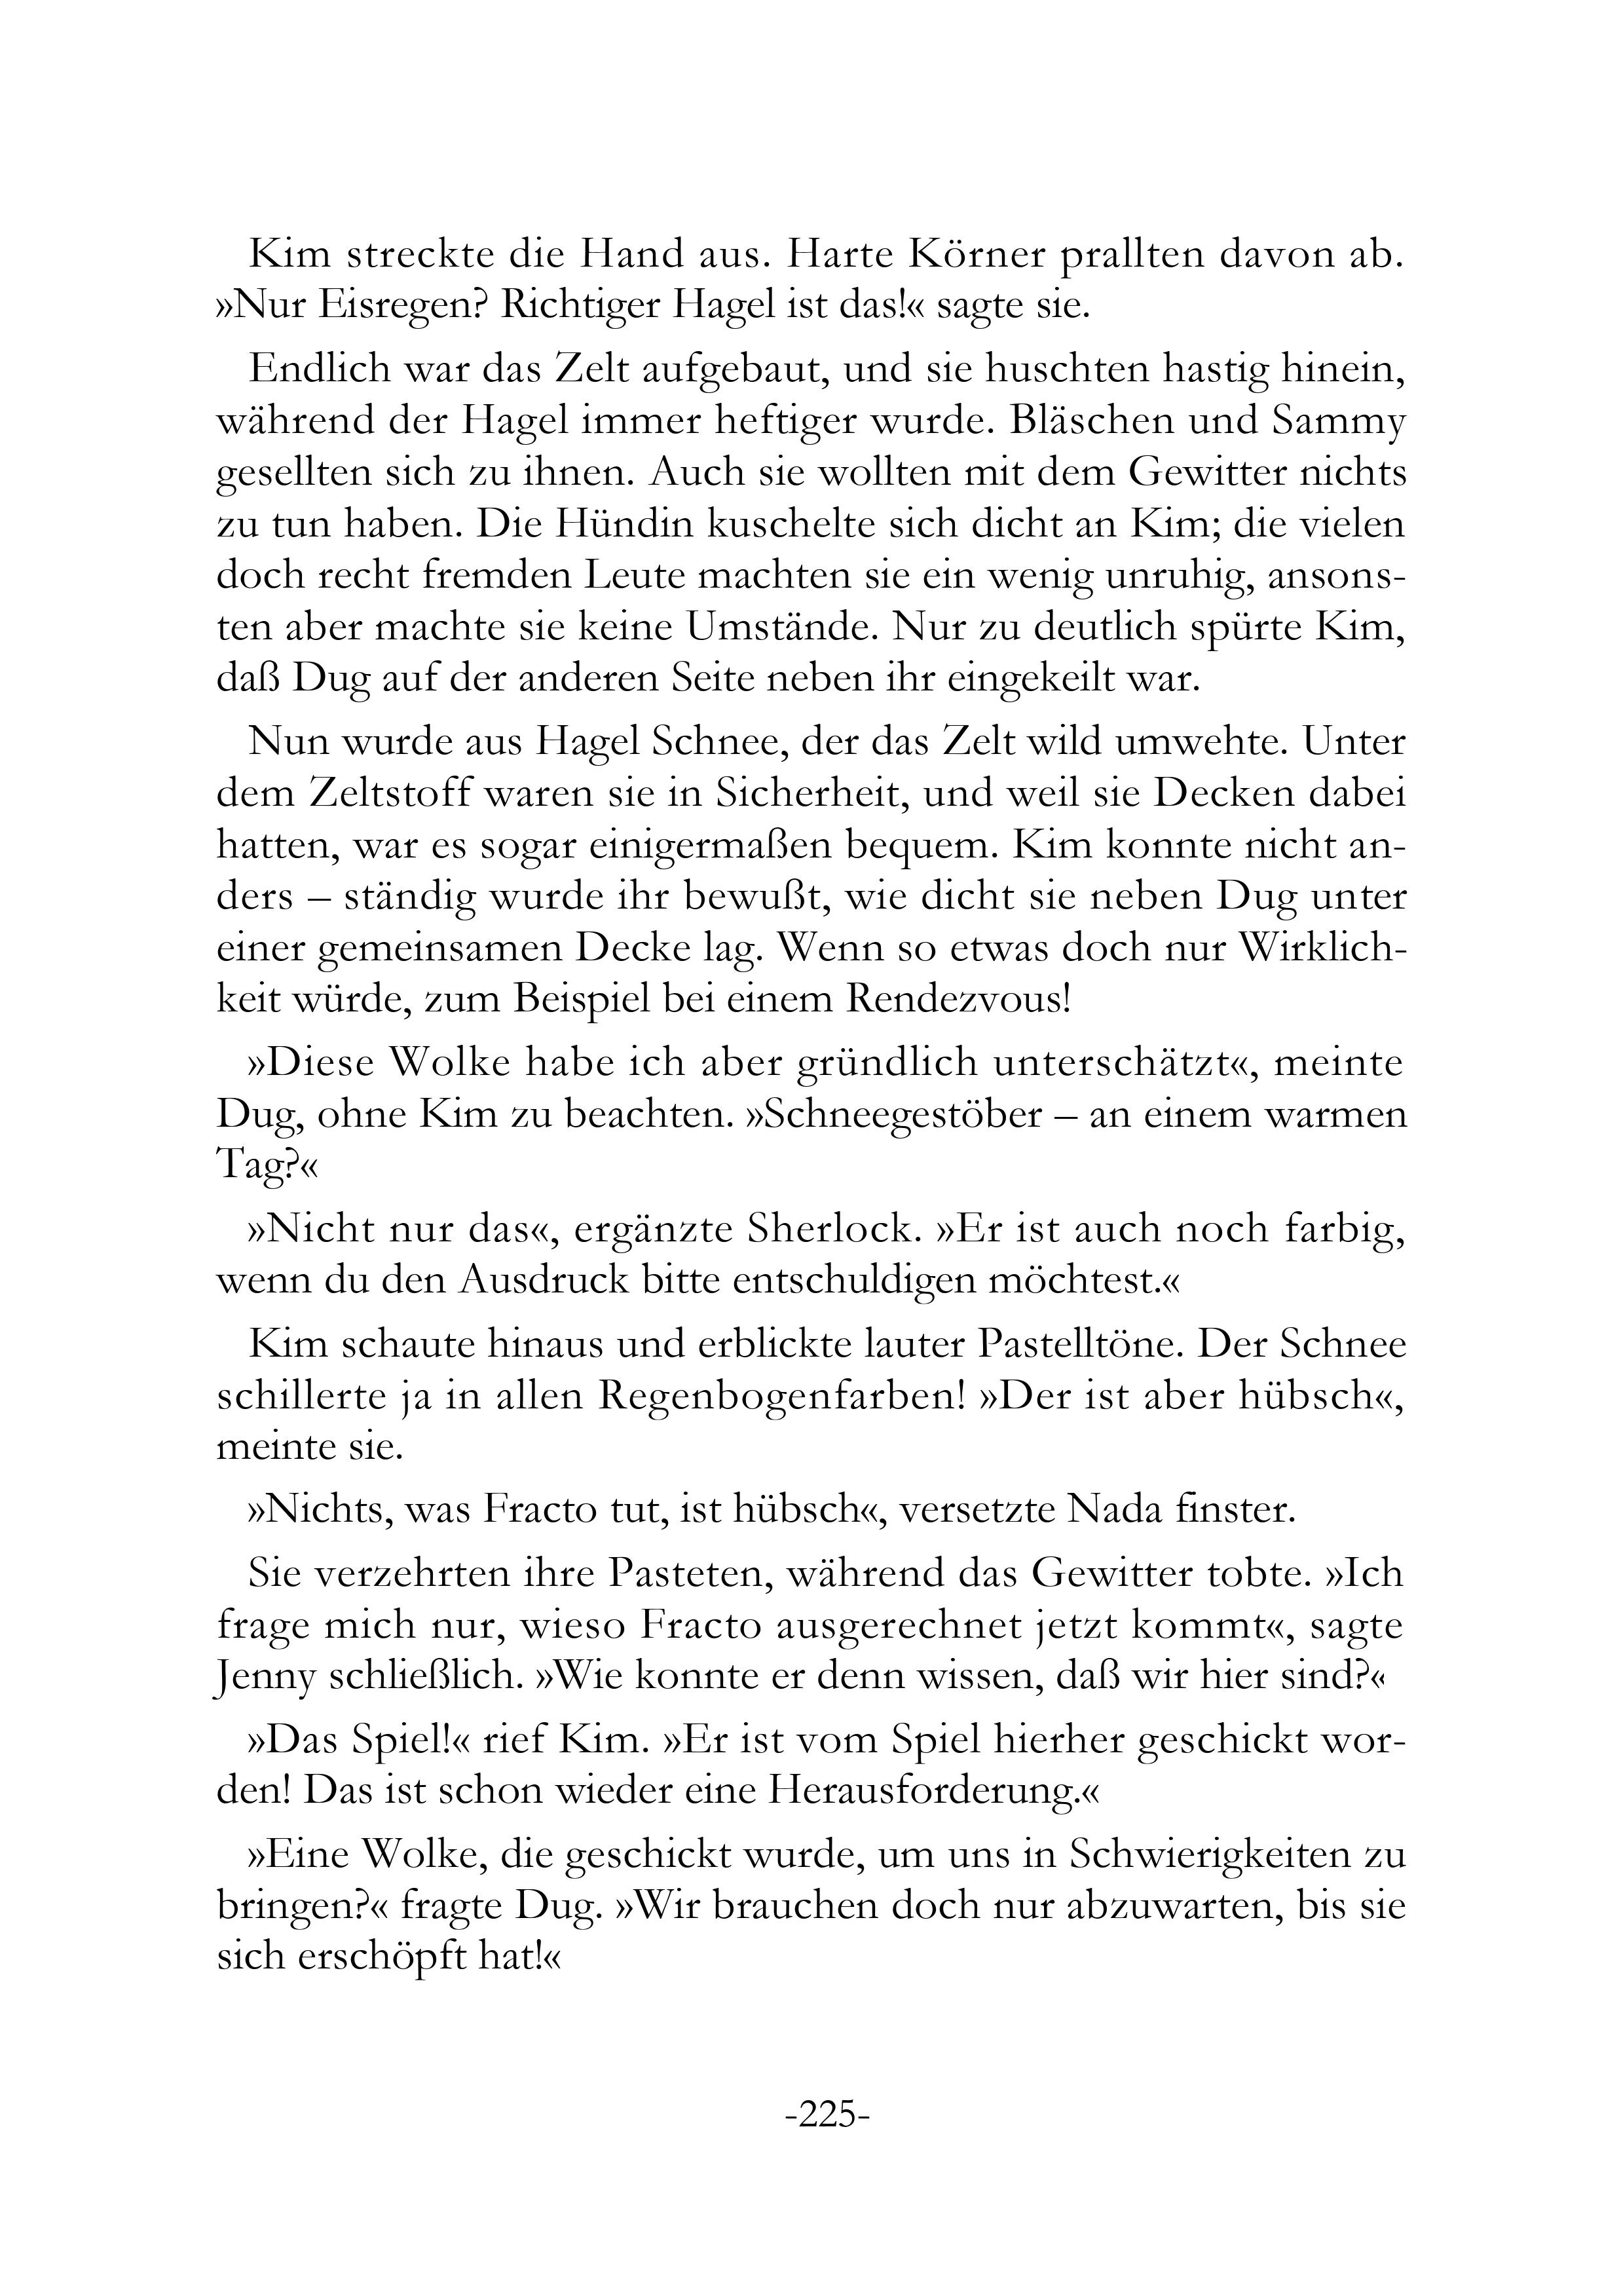 Kim streckte die Hand aus. Harte Körner prallten davon ab.
»Nur Eisregen? Richtiger Hagel ist das!« sagte sie.
Endlich war das Zelt aufgebaut, und sie huschten hastig hinein,
während der Hagel immer heftiger wurde. Bläschen und Sammy
gesellten sich zu ihnen. Auch sie wollten mit dem Gewitter nichts
zu tun haben. Die Hündin kuschelte sich dicht an Kim; die vielen
doch recht fremden Leute machten sie ein wenig unruhig, ansons-
ten aber machte sie keine Umstände. Nur zu deutlich spürte Kim,
daß Dug auf der anderen Seite neben ihr eingekeilt war.
Nun wurde aus Hagel Schnee, der das Zelt wild umwehte. Unter
dem Zeltstoff waren sie in Sicherheit, und weil sie Decken dabei
hatten, war es sogar einigermaßen bequem. Kim konnte nicht an-
ders – ständig wurde ihr bewußt, wie dicht sie neben Dug unter
einer gemeinsamen Decke lag. Wenn so etwas doch nur Wirklich-
keit würde, zum Beispiel bei einem Rendezvous!
»Diese Wolke habe ich aber gründlich unterschätzt«, meinte
Dug, ohne Kim zu beachten. »Schneegestöber – an einem warmen
Tag?«
»Nicht nur das«, ergänzte Sherlock. »Er ist auch noch farbig,
wenn du den Ausdruck bitte entschuldigen möchtest.«
Kim schaute hinaus und erblickte lauter Pastelltöne. Der Schnee
schillerte ja in allen Regenbogenfarben! »Der ist aber hübsch«,
meinte sie.
»Nichts, was Fracto tut, ist hübsch«, versetzte Nada finster.
Sie verzehrten ihre Pasteten, während das Gewitter tobte. »Ich
frage mich nur, wieso Fracto ausgerechnet jetzt kommt«, sagte
Jenny schließlich. »Wie konnte er denn wissen, daß wir hier sind?«
»Das Spiel!« rief Kim. »Er ist vom Spiel hierher geschickt wor-
den! Das ist schon wieder eine Herausforderung.«
»Eine Wolke, die geschickt wurde, um uns in Schwierigkeiten zu
bringen?« fragte Dug. »Wir brauchen doch nur abzuwarten, bis sie
sich erschöpft hat!«
-225-